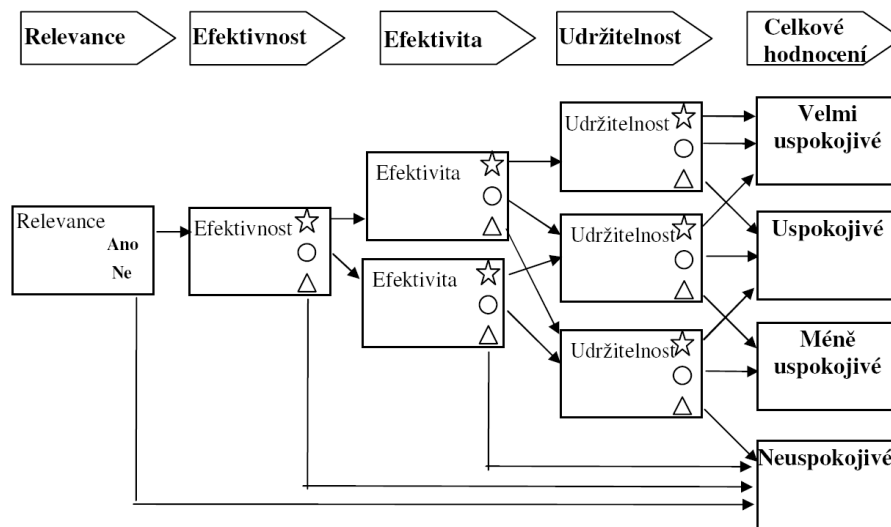 Relevance
Efektivnost
Efektivita
Udržitelnost
Celkové
hodnocení
Relevance
Ano
Ne
Efektivnost
Efektivita
Efektivita
Udržitelnost
Udržitelnost
Udržitelnost
Velmi
uspokojivé
Uspokojivé
Méně
uspokojivé
Neuspokojivé